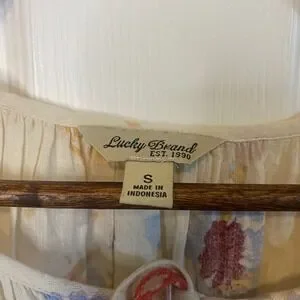 Lucky Brand
EST. 1990
S
MADE IN
INDONESIA